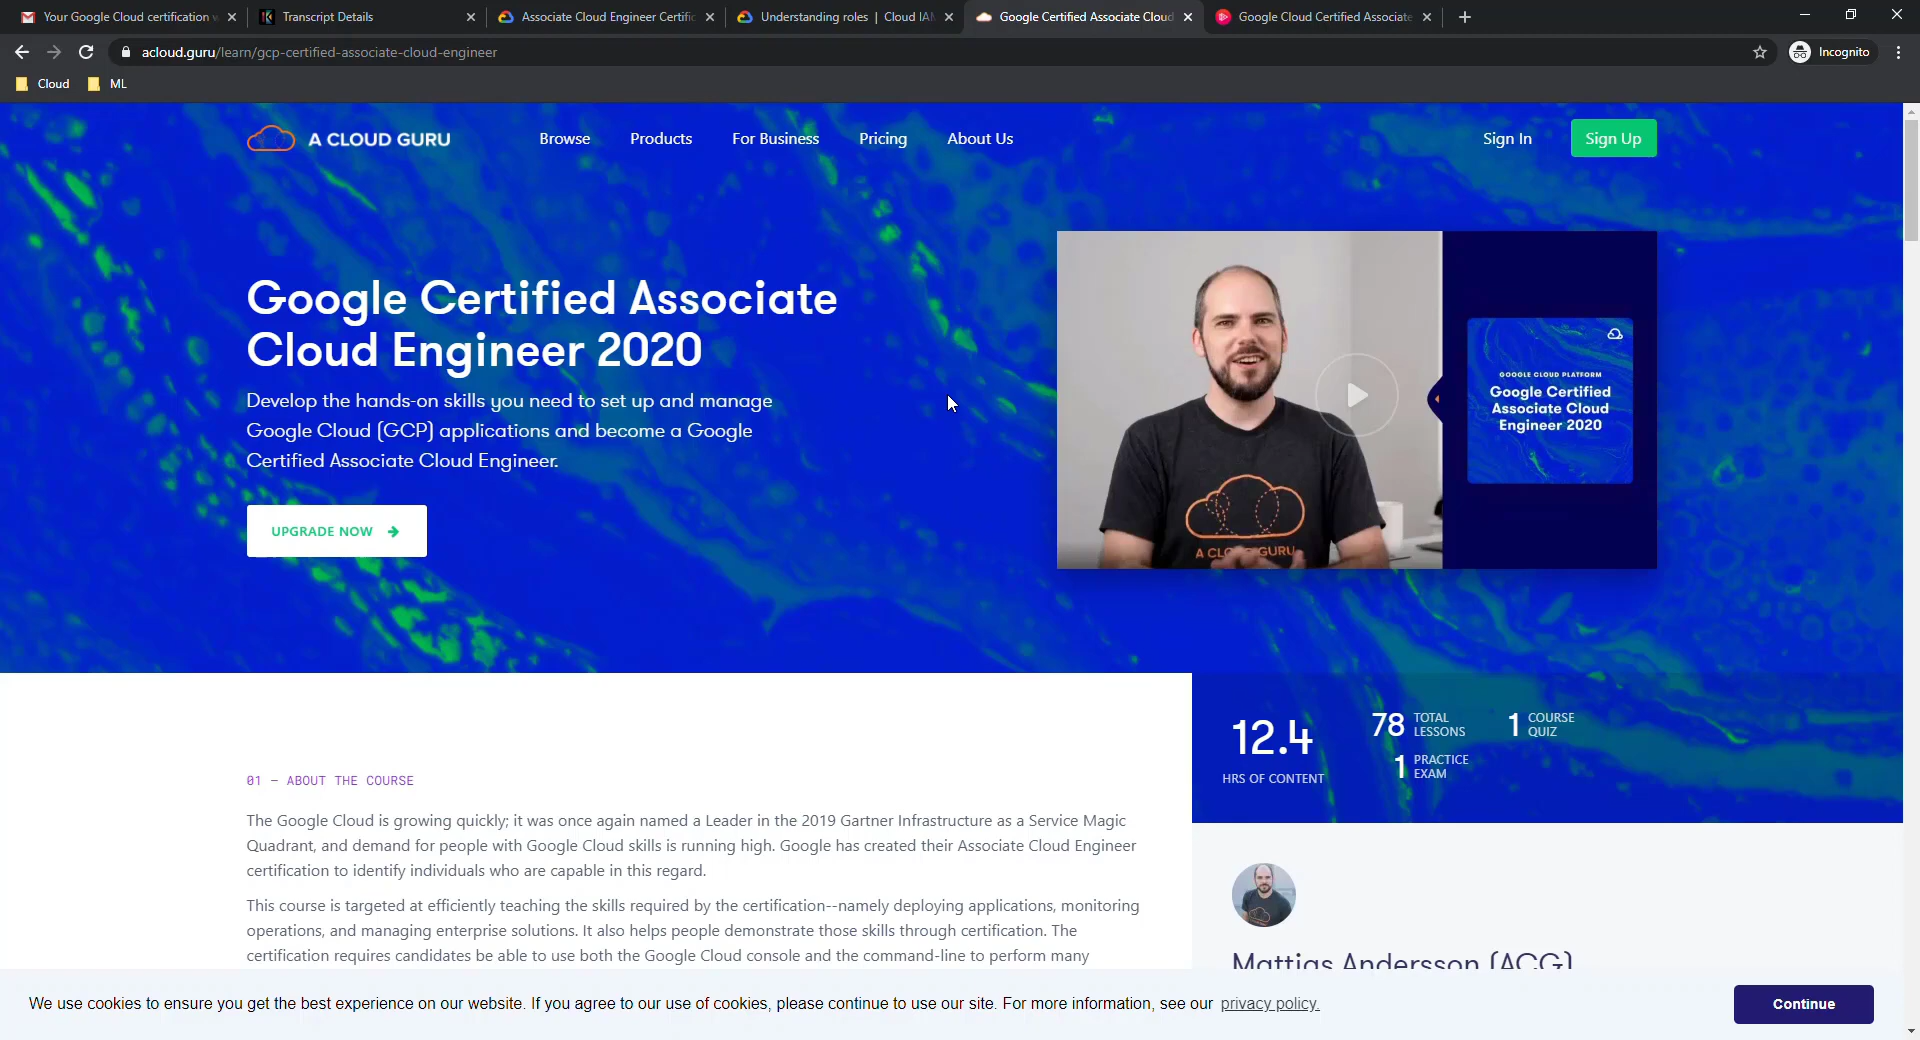 Your Google Cloud certification
Transcript Details
Associate Cloud Engineer Certific
Understanding roles | Cloud IAM
Google Certified Associate Cloud
Google Cloud Certified Associate
acloud.guru/learn/gcp-certified-associate-cloud-engineer
Incognito
Cloud
ML
A CLOUD GURU
Browse
Products
For Business
Pricing
About Us
Sign In
Sign Up
Google Certified Associate
Cloud Engineer 2020
Develop the hands-on skills you need to set up and manage
Google Cloud (GCP) applications and become a Google
Certified Associate Cloud Engineer.
UPGRADE NOW
GOOGLE CLOUD PLATFORM
Google Certified
Associate Cloud
Engineer 2020
12.4
HRS OF CONTENT
78 TOTAL LESSONS
1 COURSE QUIZ
1 PRACTICE EXAM
01 — ABOUT THE COURSE
The Google Cloud is growing quickly; it was once again named a Leader in the 2019 Gartner Infrastructure as a Service Magic
Quadrant, and demand for people with Google Cloud skills is running high. Google has created their Associate Cloud Engineer
certification to identify individuals who are capable in this regard.
This course is targeted at efficiently teaching the skills required by the certification--namely deploying applications, monitoring
operations, and managing enterprise solutions. It also helps people demonstrate those skills through certification. The
certification requires candidates be able to use both the Google Cloud console and the command-line to perform many
Mattias Andersson (ACG)
We use cookies to ensure you get the best experience on our website. If you agree to our use of cookies, please continue to use our site. For more information, see our privacy policy.
Continue